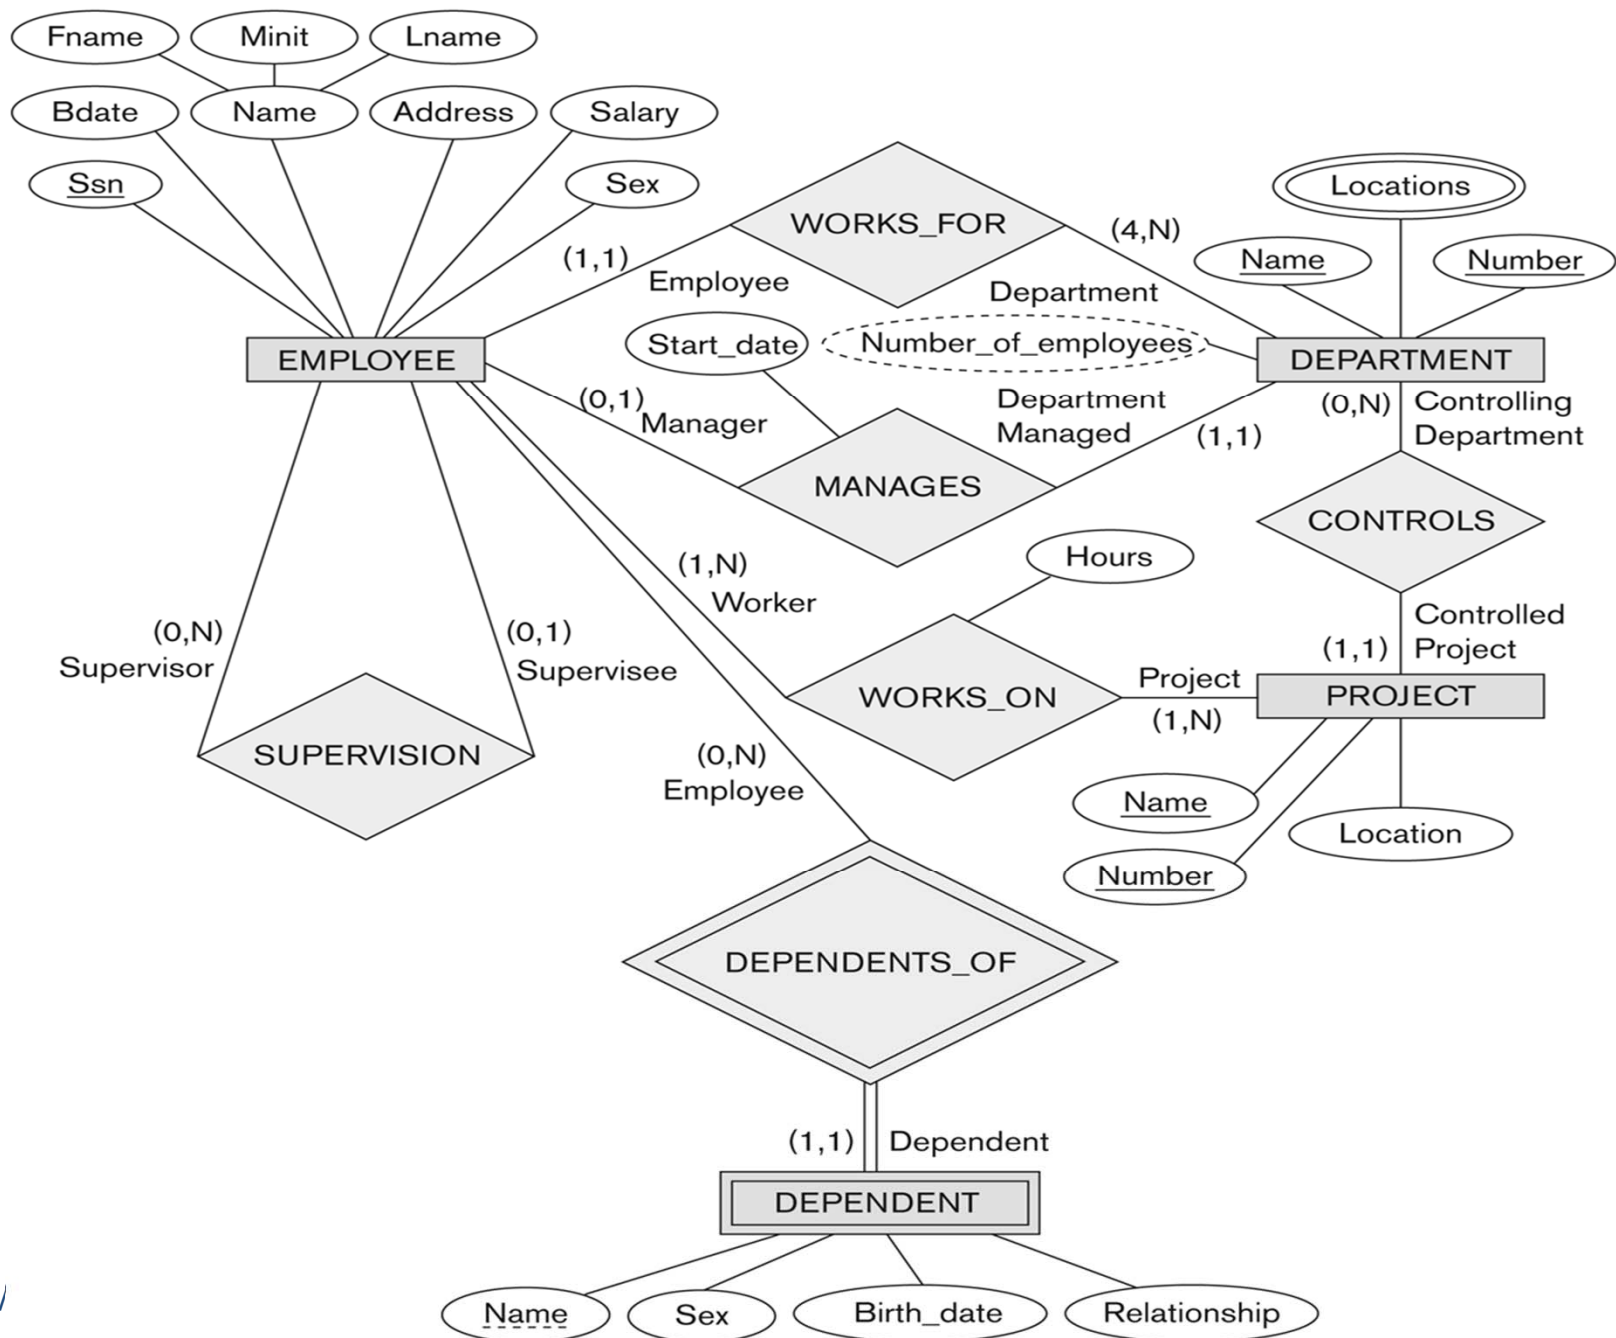 Fname
Minit
Lname
Bdate
Name
Address
Salary
Ssn
Sex
WORKS_FOR
(1,1)
Employee
(4,N)
Department
Locations
Name
Number
Start_date
Number_of_employees
EMPLOYEE
DEPARTMENT
(0,1)
Manager
Department
Managed
(1,1)
(0,N)
Controlling
Department
MANAGES
CONTROLS
(1,N)
Worker
Hours
(0,N)
Supervisor
(0,1)
Supervisee
Controlled
Project
(1,1)
SUPERVISION
WORKS_ON
Project
(1,N)
PROJECT
(0,N)
Employee
Name
Number
Location
DEPENDENTS_OF
(1,1)
Dependent
DEPENDENT
Name
Sex
Birth_date
Relationship